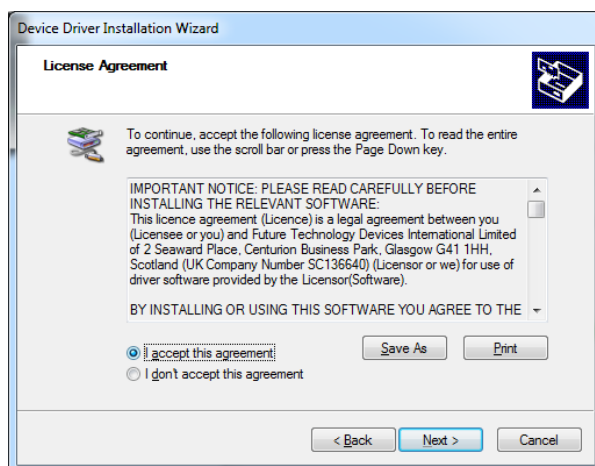 Device Driver Installation Wizard
License Agreement
To continue, accept the following license agreement. To read the entire
agreement, use the scroll bar or press the Page Down key.
IMPORTANT NOTICE: PLEASE READ CAREFULLY BEFORE
INSTALLING THE RELEVANT SOFTWARE:
This licence agreement (Licence) is a legal agreement between you
(Licensee or you) and Future Technology Devices International Limited
of 2 Seaward Place, Centurion Business Park, Glasgow G41 1HH,
Scotland (UK Company Number SC136640) (Licensor or we) for use of
driver software provided by the Licensor(Software).
BY INSTALLING OR USING THIS SOFTWARE YOU AGREE TO THE
I accept this agreement
Save As
Print
I don't accept this agreement
< Back
Next >
Cancel